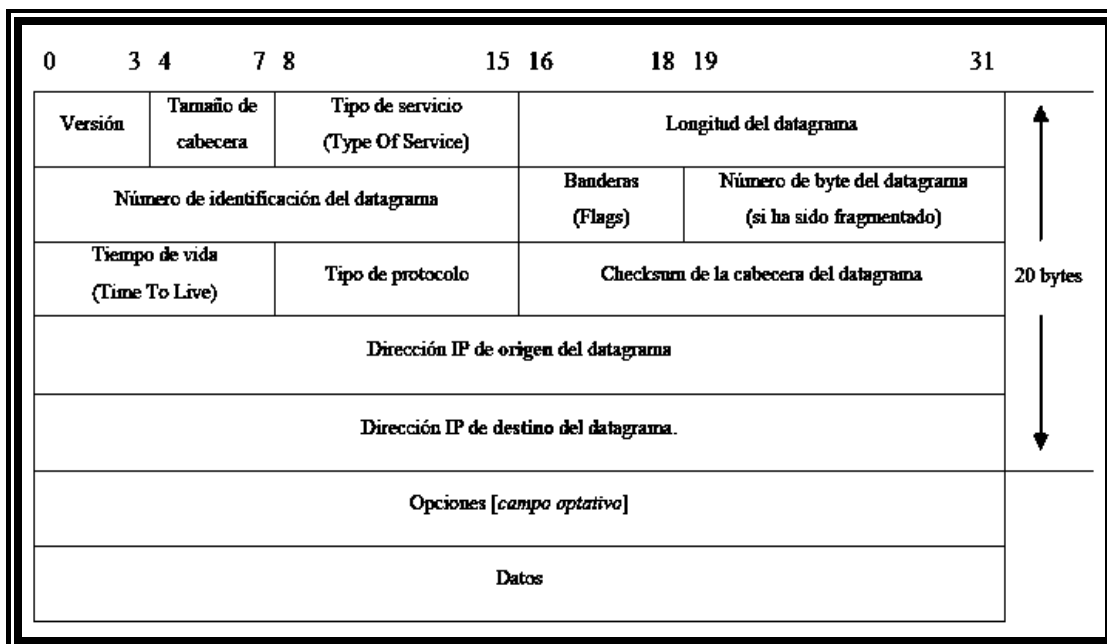 0 3 4 7 8 15 16 18 19 31
Versión
Tamaño de
cabecera
Tipo de servicio
(Type Of Service)
Longitud del datagrama
Número de identificación del datagrama
Banderas
(Flags)
Número de byte del datagrama
(si ha sido fragmentado)
Tiempo de vida
(Time To Live)
Tipo de protocolo
Checksum de la cabecera del datagrama
20 bytes
Dirección IP de origen del datagrama
Dirección IP de destino del datagrama.
Opciones [campo optativo]
Datos